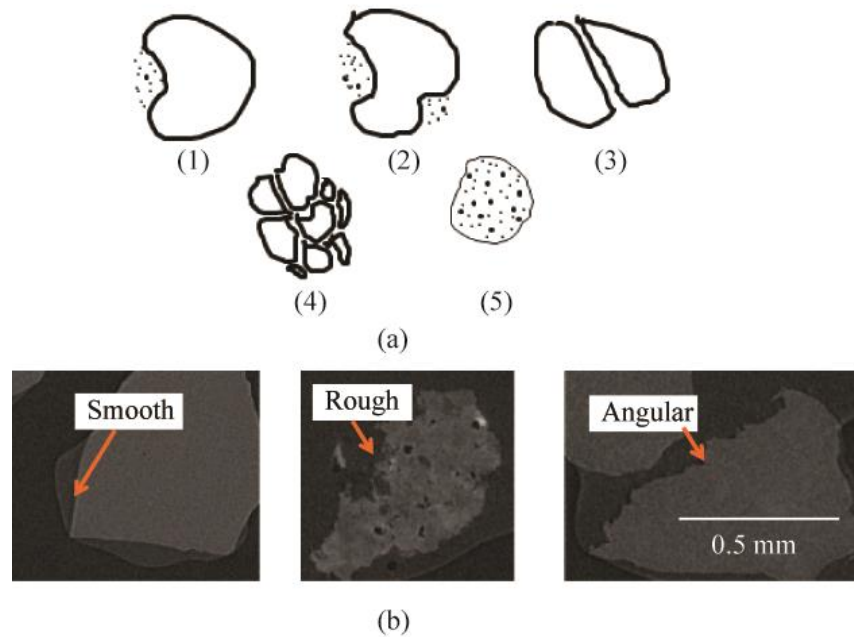 (1)
(2)
(3)
(4)
(5)
(a)
Smooth
Rough
Angular
0.5 mm
(b)